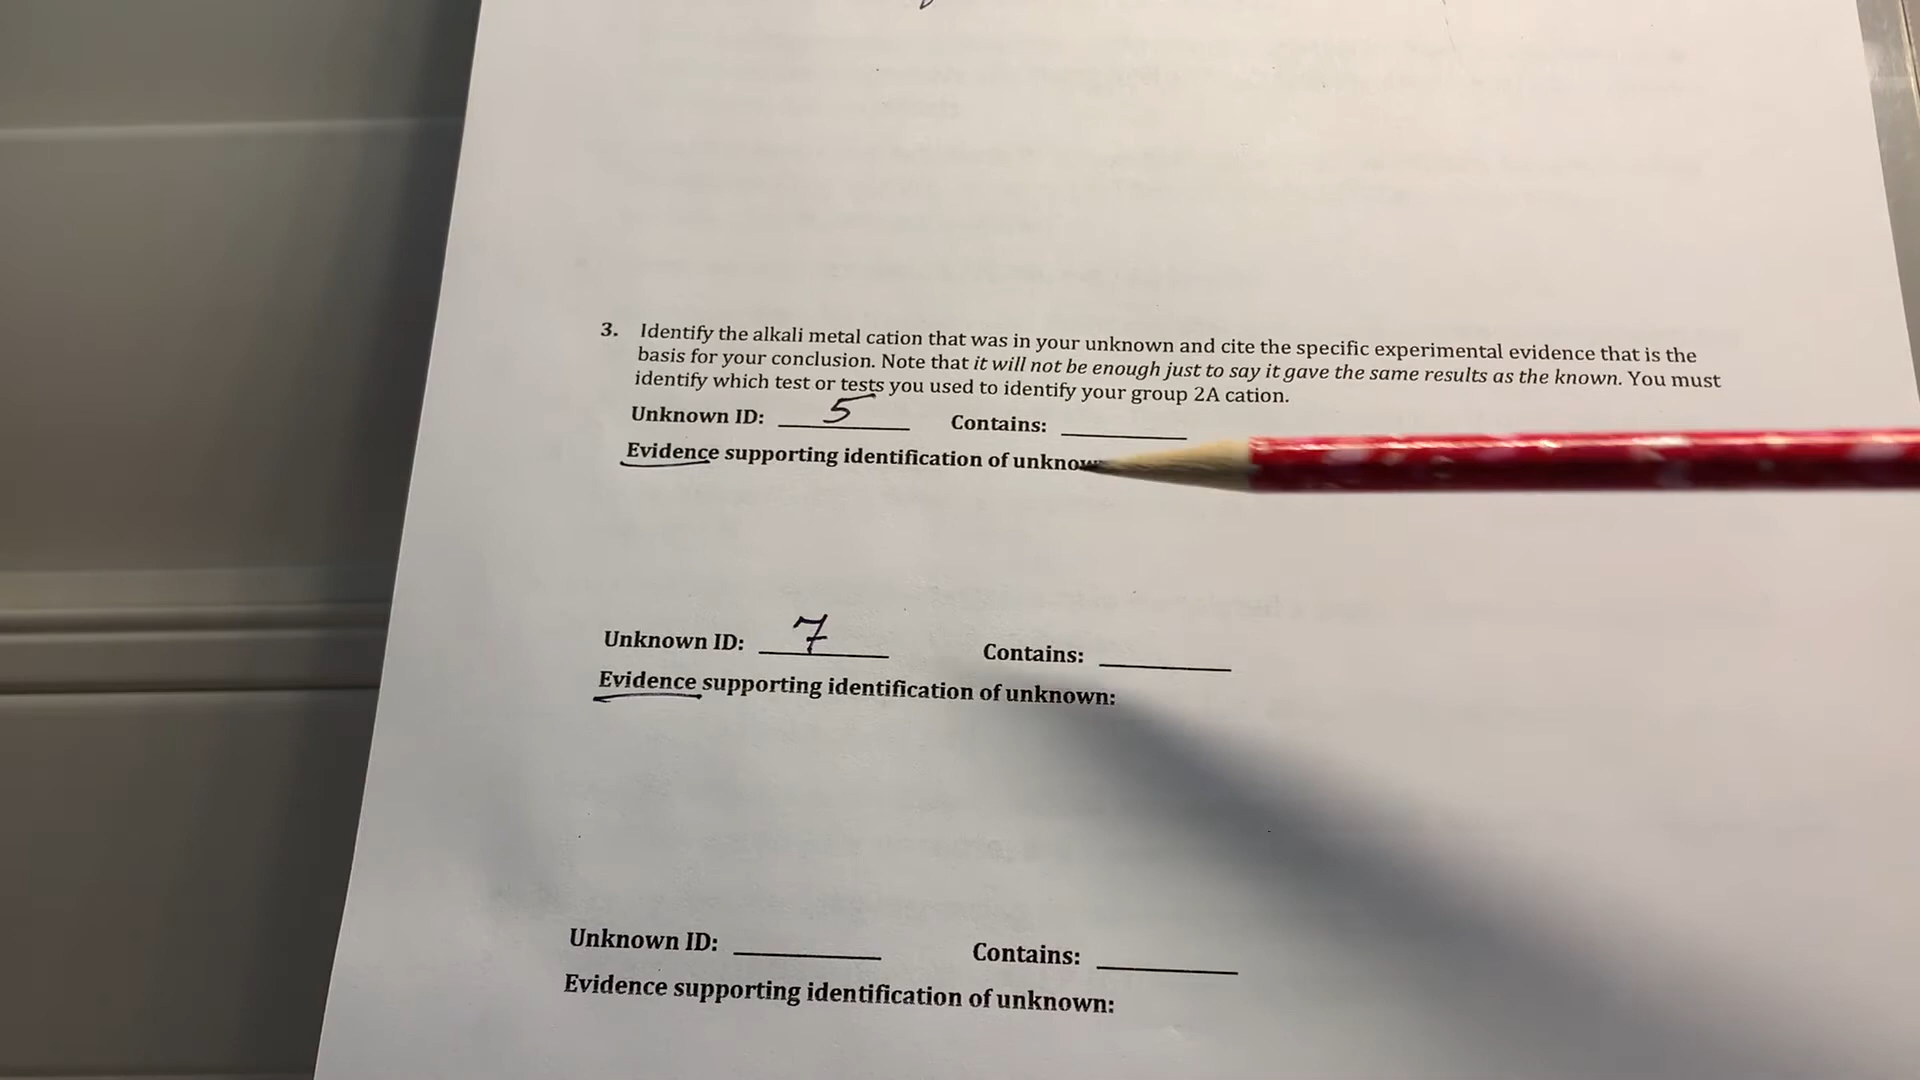 3. Identify the alkali metal cation that was in your unknown and cite the specific experimental evidence that is the
basis for your conclusion. Note that it will not be enough just to say it gave the same results as the known. You must
identify which test or tests you used to identify your group 2A cation.
Unknown ID: 5 Contains:
Evidence supporting identification of
Unknown ID: 7 Contains:
Evidence supporting identification of unknown:
Unknown ID: Contains:
Evidence supporting identification of unknown: